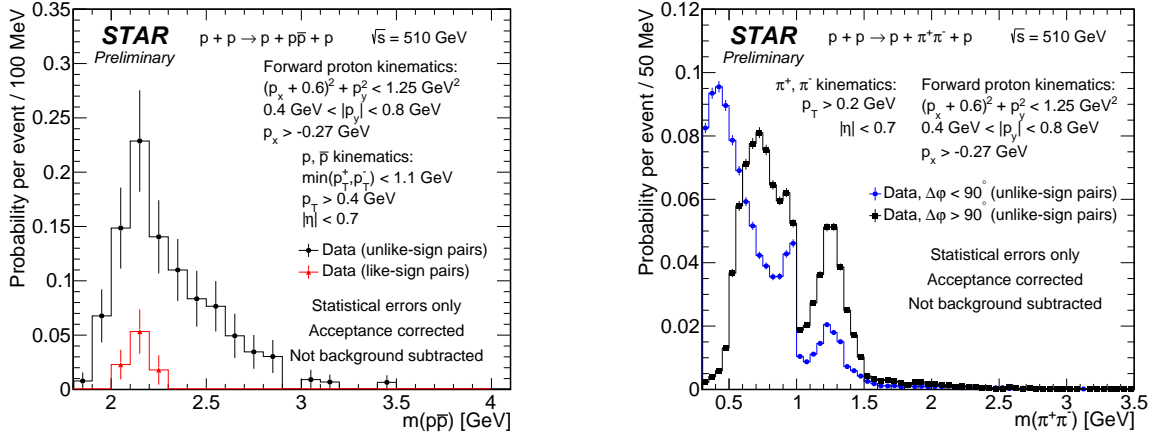 STAR
Preliminary
p + p → p + pp̅ + p √s = 510 GeV
Forward proton kinematics:
(pₓ + 0.6)² + p²ᵧ < 1.25 GeV²
0.4 GeV < |pᵧ| < 0.8 GeV
pₓ > -0.27 GeV
p, p̅ kinematics:
min(p⁺_T, p⁻_T) < 1.1 GeV
p_T > 0.4 GeV
|η| < 0.7
Data (unlike-sign pairs)
Data (like-sign pairs)
Statistical errors only
Acceptance corrected
Not background subtracted
Probability per event / 100 MeV
0.35
0.3
0.25
0.2
0.15
0.1
0.05
0
2
2.5
3
3.5
4
m(pp̅) [GeV]
STAR
Preliminary
p + p → p + π⁺π⁻ + p √s = 510 GeV
π⁺, π⁻ kinematics:
p_T > 0.2 GeV
|η| < 0.7
Forward proton kinematics:
(pₓ + 0.6)² + p²ᵧ < 1.25 GeV²
0.4 GeV < |pᵧ| < 0.8 GeV
pₓ > -0.27 GeV
Data, Δφ < 90° (unlike-sign pairs)
Data, Δφ > 90° (unlike-sign pairs)
Statistical errors only
Acceptance corrected
Not background subtracted
Probability per event / 50 MeV
0.12
0.1
0.08
0.06
0.04
0.02
0
0.5
1
1.5
2
2.5
3
3.5
m(π⁺π⁻) [GeV]